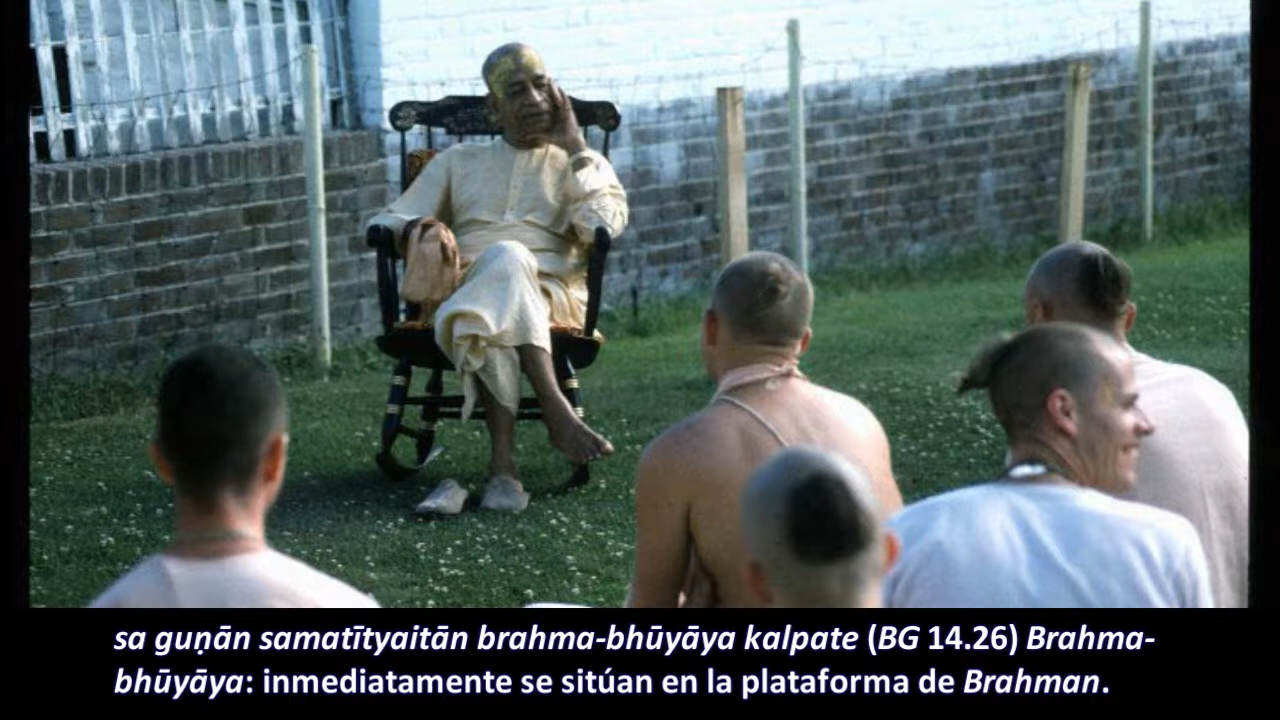 sa guṇān samatītyaitān brahma-bhūyāya kalpate (BG 14.26) Brahma-
bhūyāya: inmediatamente se sitúan en la plataforma de Brahman.